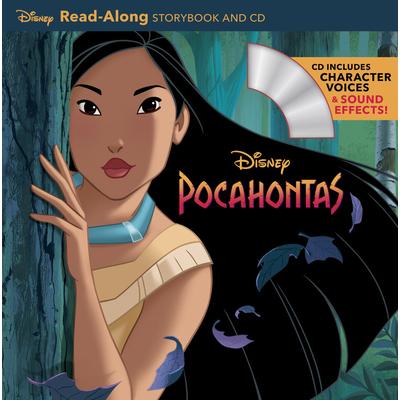 Disney Read-Along STORYBOOK AND CD
CD INCLUDES
CHARACTER
VOICES
& SOUND
EFFECTS!
Disney
POCAHONTAS